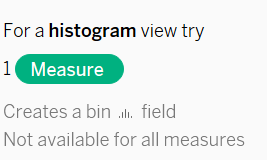 For a histogram view try
1 Measure
Creates a bin field
Not available for all measures